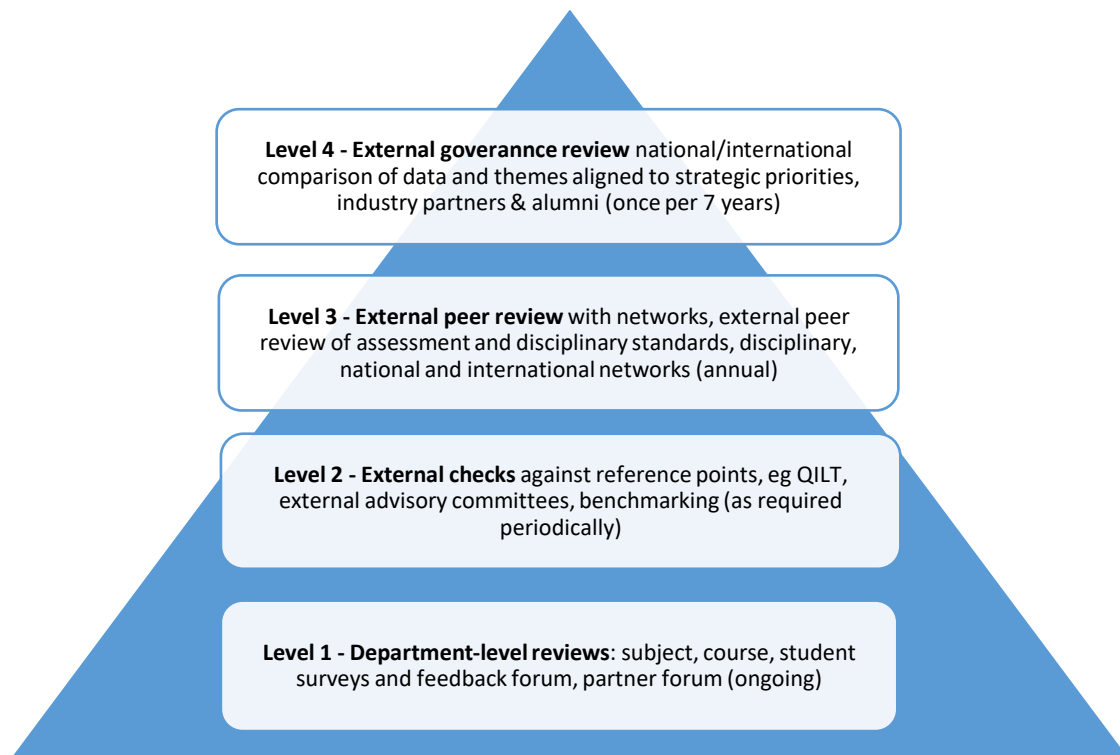 Level 4 - External goverannce review national/international
comparison of data and themes aligned to strategic priorities,
industry partners & alumni (once per 7 years)
Level 3 - External peer review with networks, external peer
review of assessment and disciplinary standards, disciplinary,
national and international networks (annual)
Level 2 - External checks against reference points, eg QILT,
external advisory committees, benchmarking (as required
periodically)
Level 1 - Department-level reviews: subject, course, student
surveys and feedback forum, partner forum (ongoing)